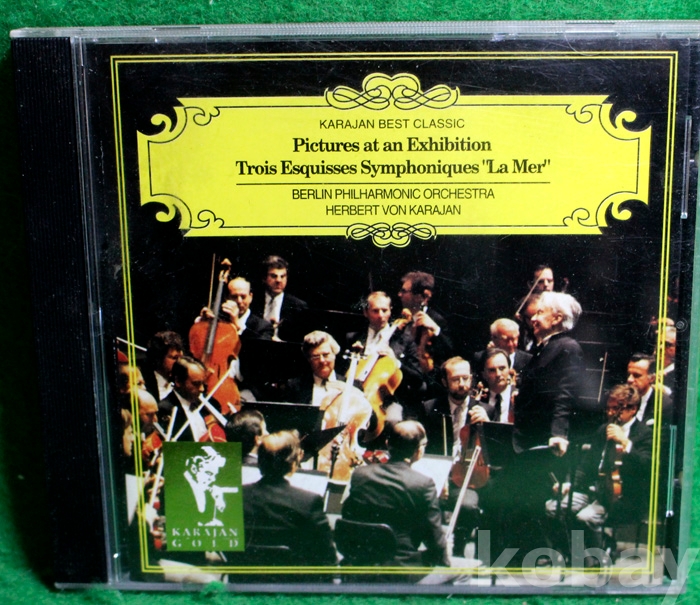 KARAJAN BEST CLASSIC
Pictures at an Exhibition
Trois Esquisses Symphoniques "La Mer"
BERLIN PHILHARMONIC ORCHESTRA
HERBERT VON KARAJAN
KARAJAN
GOLD
kobay